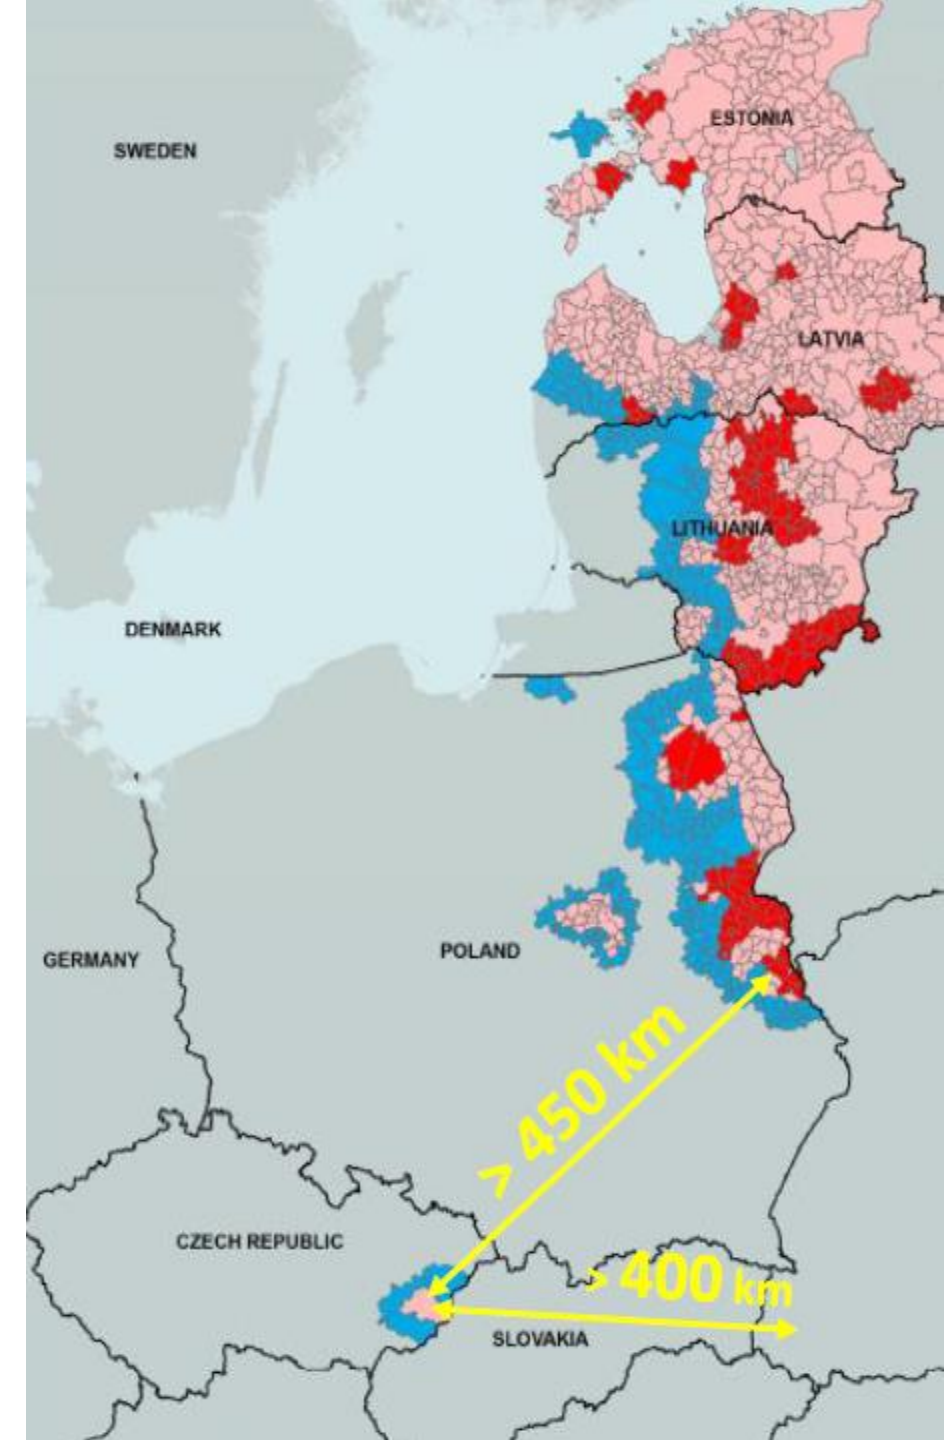 ESTONIA
SWEDEN
LATVIA
LITHUANIA
DENMARK
POLAND
GERMANY
> 450 km
CZECH REPUBLIC
> 400 km
SLOVAKIA